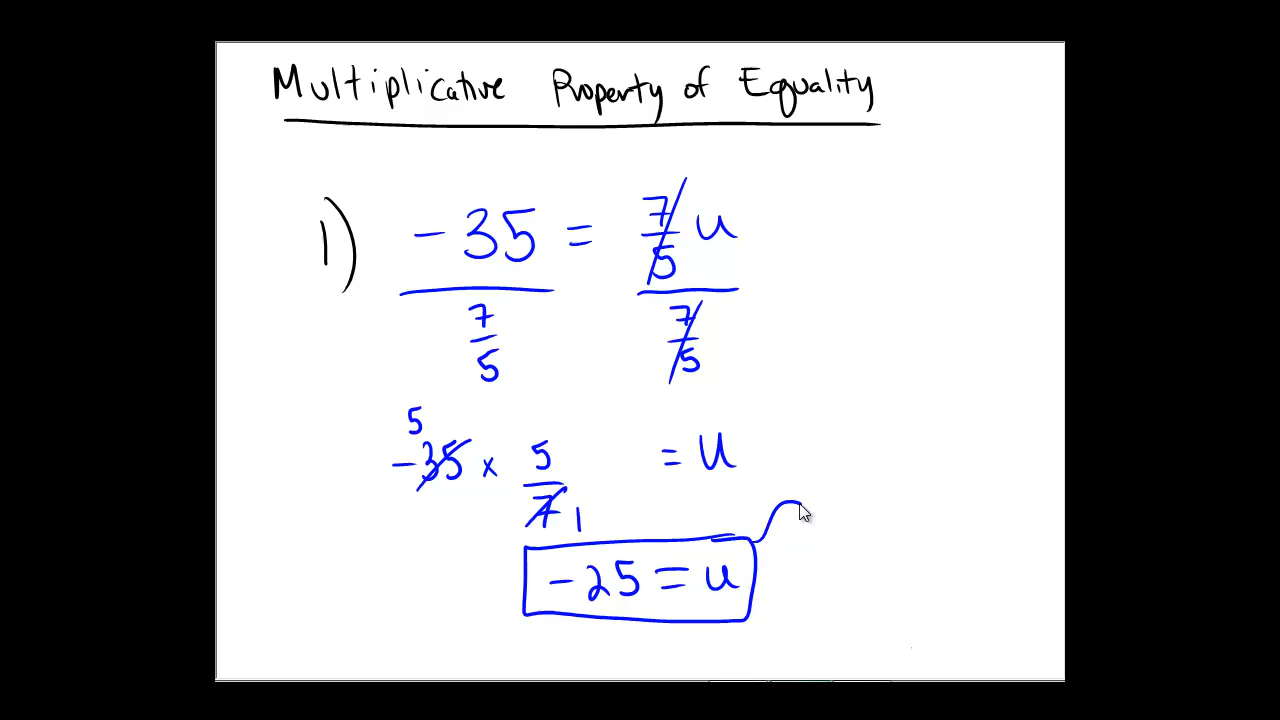 Multiplicative Property of Equality
1) -35 = 7/5 u
7/5 7/5
5
-35 x 5/7 1 = u
-25 = u